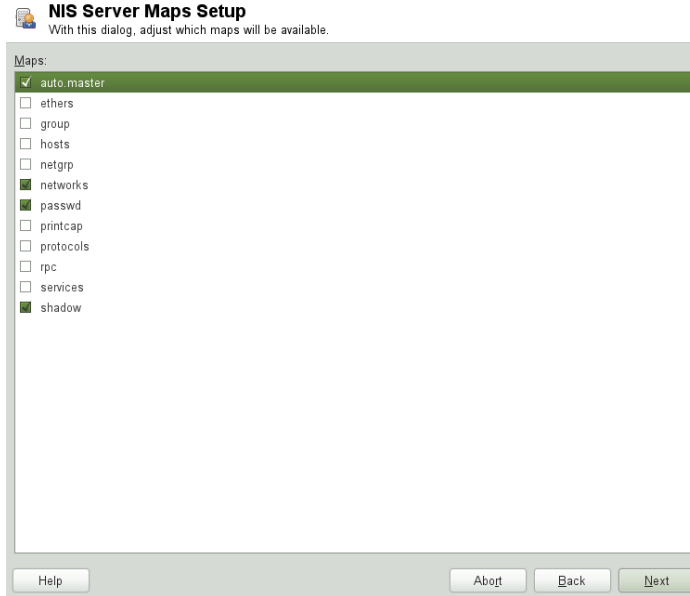 NIS Server Maps Setup
With this dialog, adjust which maps will be available.
Maps:
auto.master
ethers
group
hosts
netgrp
networks
passwd
printcap
protocols
rpc
services
shadow
Help
Abort
Back
Next